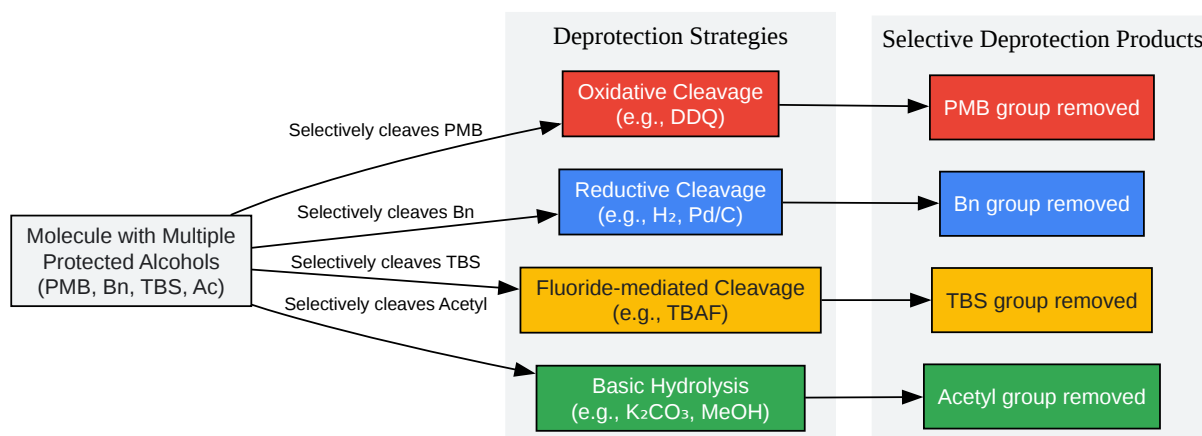 Deprotection Strategies
Selective Deprotection Products
Oxidative Cleavage
(e.g., DDQ)
PMB group removed
Selectively cleaves PMB
Reductive Cleavage
(e.g., H₂, Pd/C)
Bn group removed
Selectively cleaves Bn
Molecule with Multiple
Protected Alcohols
(PMB, Bn, TBS, Ac)
Selectively cleaves TBS
Fluoride-mediated Cleavage
(e.g., TBAF)
TBS group removed
Selectively cleaves Acetyl
Basic Hydrolysis
(e.g., K₂CO₃, MeOH)
Acetyl group removed